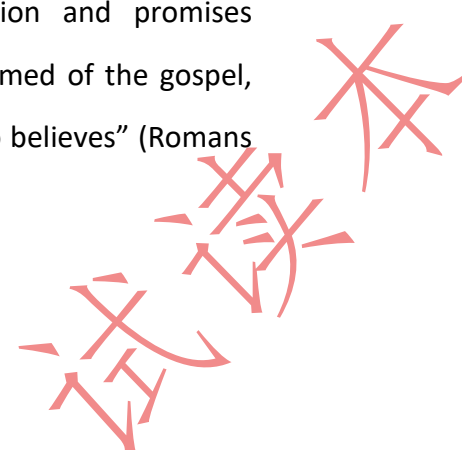 ion and promises
med of the gospel,
believes” (Romans
试读本